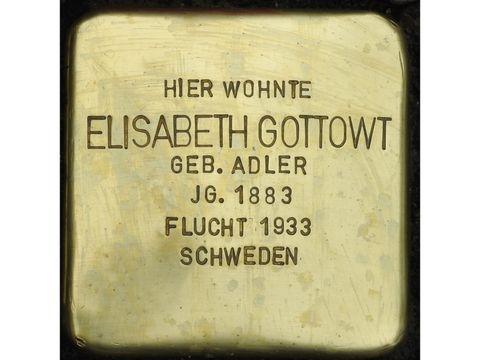 HIER WOHNTE
ELISABETH GOTTOWT
GEB. ADLER
JG. 1883
FLUCHT 1933
SCHWEDEN